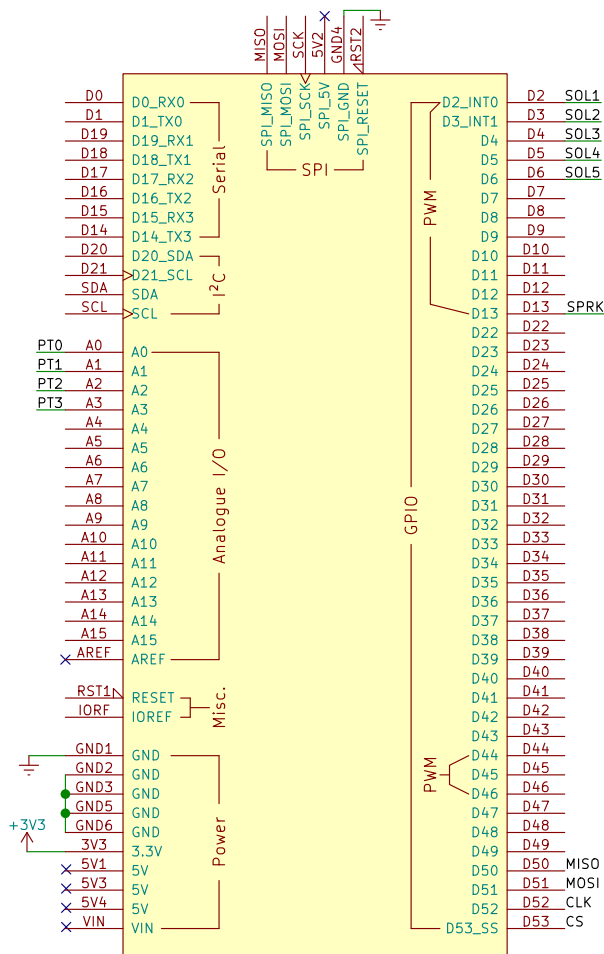 MISO MOSI SCK 5V2 GND4 RST2
SPI_MISO SPI_MOSI SPI_SCK SPI_5V SPI_GND SPI_RESET
SPI
D0 D0_RX0 D2_INT0 D2 SOL1
D1 D1_TX0 D3_INT1 D3 SOL2
D19 D19_RX1 D4 D4 SOL3
D18 D18_TX1 D5 D5 SOL4
D17 D17_RX2 D6 D6 SOL5
D16 D16_TX2 D7 D7
D15 D15_RX3 D8 D8
D14 D14_TX3 D9 D9
Serial
PWM
D20 D20_SDA D10 D10
D21 D21_SCL D11 D11
SDA SDA D12 D12
SCL SCL D13 D13 SPRK
I²C
D22 D22
PT0 A0 A0 D23 D23
PT1 A1 A1 D24 D24
PT2 A2 A2 D25 D25
PT3 A3 A3 D26 D26
A4 A4 D27 D27
A5 A5 D28 D28
A6 A6 D29 D29
A7 A7 D30 D30
A8 A8 D31 D31
A9 A9 D32 D32
A10 A10 D33 D33
A11 A11 D34 D34
A12 A12 D35 D35
A13 A13 D36 D36
A14 A14 D37 D37
A15 A15 D38 D38
AREF AREF D39 D39
Analogue I/O
GPIO
D40 D40
RST1 RESET D41 D41
IORF IOREF D42 D42
Misc.
D43 D43
GND1 GND D44 D44
GND2 GND D45 D45
GND3 GND D46 D46
PWM
GND5 GND D47 D47
GND6 GND D48 D48
+3V3
3V3 3.3V D49 D49
5V1 5V D50 D50 MISO
5V3 5V D51 D51 MOSI
5V4 5V D52 D52 CLK
VIN VIN D53_SS D53 CS
Power